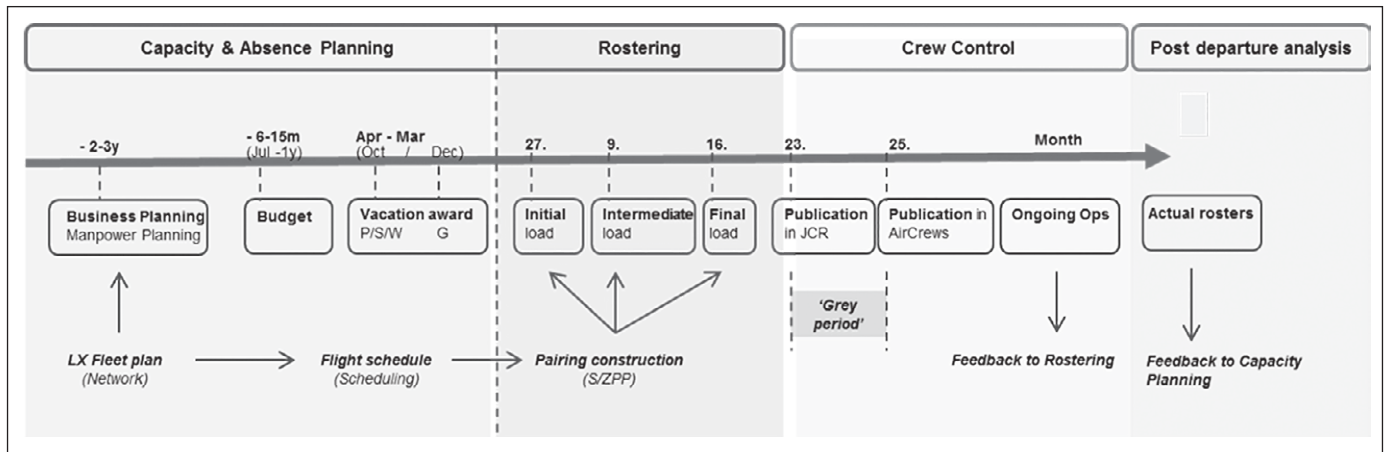 Capacity & Absence Planning
Rostering
Crew Control
Post departure analysis
- 2-3y
- 6-15m
(Jul -1y)
Apr - Mar
(Oct / Dec)
27.
9.
16.
23.
25.
Month
Business Planning
Manpower Planning
Budget
Vacation award
P/S/W G
Initial
load
Intermediate
load
Final
load
Publication
in JCR
Publication in
AirCrews
Ongoing Ops
Actual rosters
‘Grey
period’
LX Fleet plan
(Network)
Flight schedule
(Scheduling)
Pairing construction
(S/ZPP)
Feedback to Rostering
Feedback to Capacity
Planning